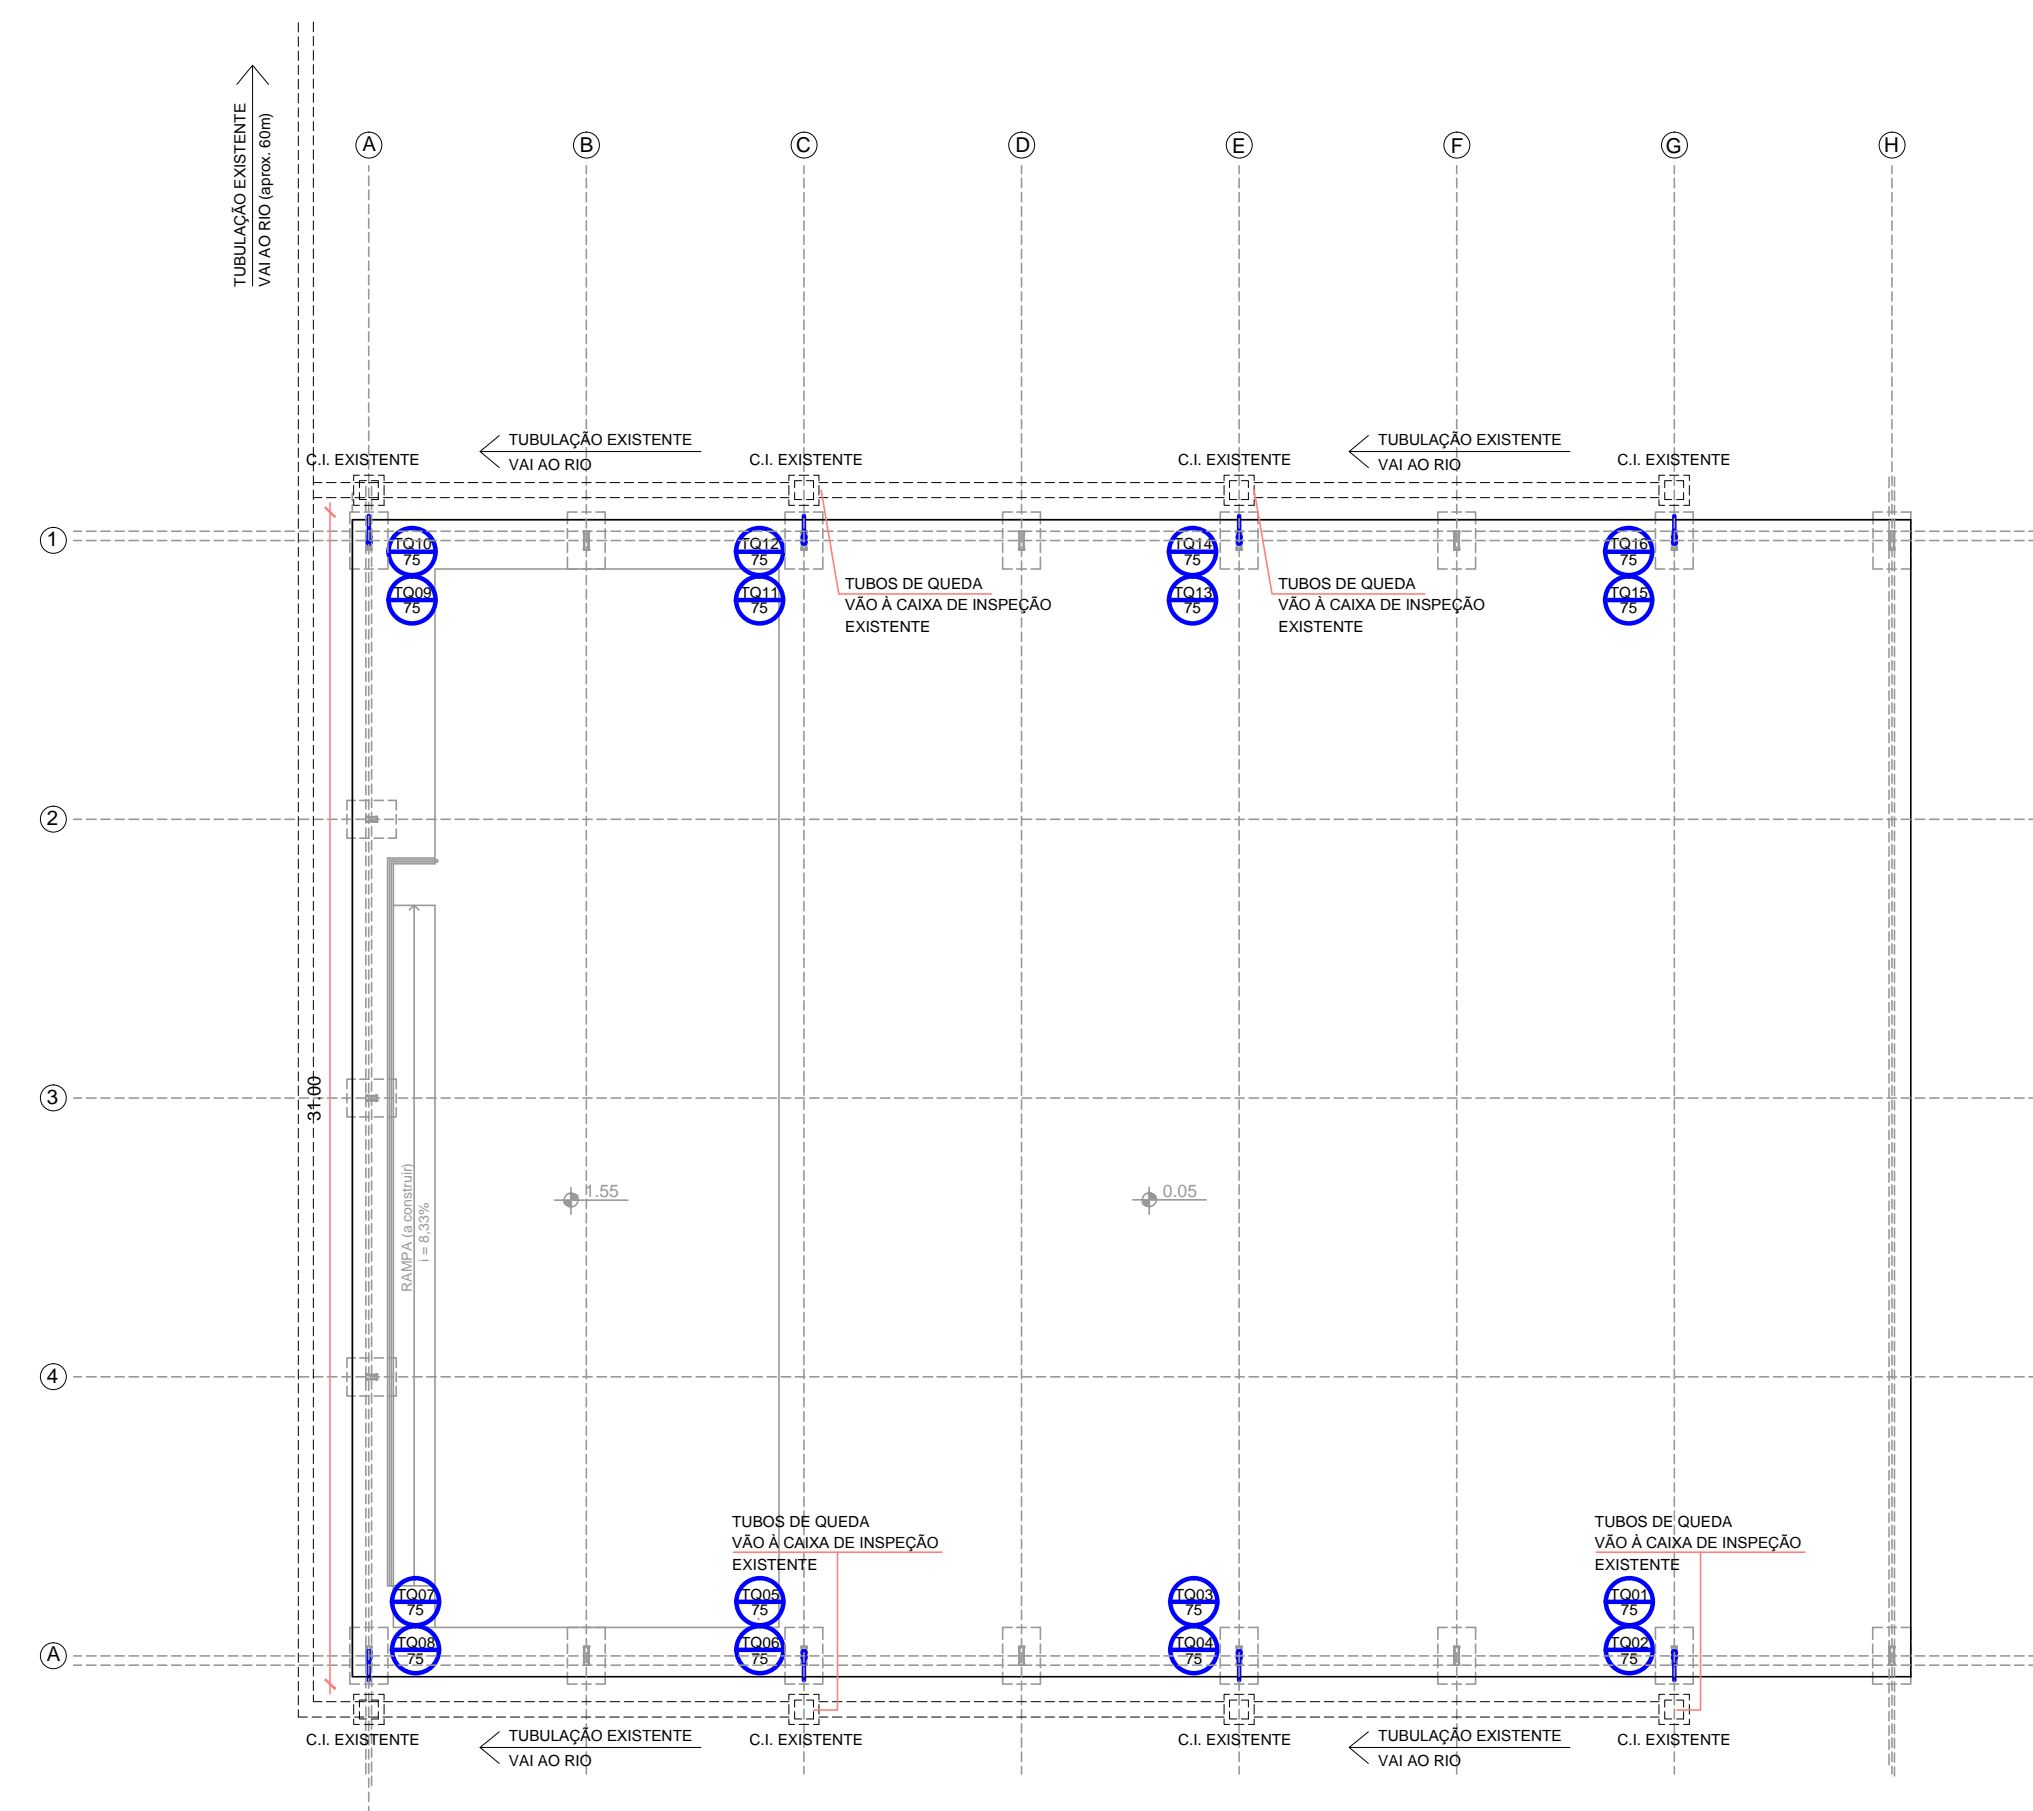 TUBULAÇÃO EXISTENTE
VAI AO RIO (aprox. 60m)
A
B
C
D
E
F
G
H
TUBULAÇÃO EXISTENTE
VAI AO RIO
TUBULAÇÃO EXISTENTE
VAI AO RIO
C.I. EXISTENTE
C.I. EXISTENTE
C.I. EXISTENTE
C.I. EXISTENTE
1
TQ10
75
TQ12
75
TQ14
75
TQ16
75
TQ09
75
TQ11
75
TQ13
75
TQ15
75
TUBOS DE QUEDA
VÃO À CAIXA DE INSPEÇÃO
EXISTENTE
TUBOS DE QUEDA
VÃO À CAIXA DE INSPEÇÃO
EXISTENTE
2
3
31.00
RAMPA (a construir)
i = 8,33%
1.55
0.05
4
TUBOS DE QUEDA
VÃO À CAIXA DE INSPEÇÃO
EXISTENTE
TUBOS DE QUEDA
VÃO À CAIXA DE INSPEÇÃO
EXISTENTE
TQ07
75
TQ05
75
TQ03
75
TQ01
75
A
TQ08
75
TQ06
75
TQ04
75
TQ02
75
C.I. EXISTENTE
TUBULAÇÃO EXISTENTE
VAI AO RIO
C.I. EXISTENTE
C.I. EXISTENTE
TUBULAÇÃO EXISTENTE
VAI AO RIO
C.I. EXISTENTE